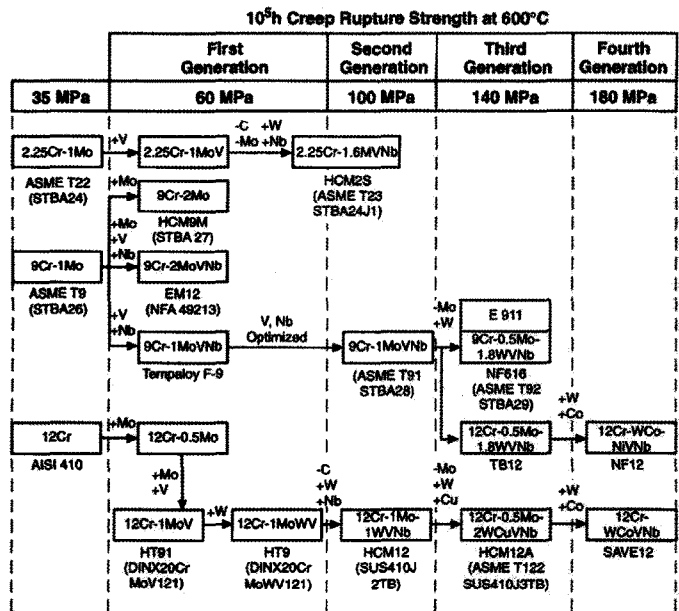 10⁵h Creep Rupture Strength at 600°C
First
Generation
Second
Generation
Third
Generation
Fourth
Generation
35 MPa
60 MPa
100 MPa
140 MPa
180 MPa
2.25Cr-1Mo
+V
2.25Cr-1MoV
-C +W
-Mo +Nb
2.25Cr-1.6MVNb
ASME T22
(STBA24)
HCM2S
(ASME T23
STBA24J1)
+Mo
9Cr-2Mo
HCM9M
(STBA 27)
+Mo
+V
+Nb
9Cr-1Mo
9Cr-2MoVNb
ASME T9
(STBA26)
EM12
(NFA 49213)
+V
+Nb
9Cr-1MoVNb
Tempaloy F-9
V, Nb
Optimized
9Cr-1MoVNb
(ASME T91
STBA28)
-Mo
+W
E 911
9Cr-0.5Mo-
1.8WVNb
NF616
(ASME T92
STBA29)
12Cr
AISI 410
+Mo
12Cr-0.5Mo
12Cr-0.5Mo-
1.8WVNb
TB12
+W
+Co
12Cr-WCo-
NiVNb
NF12
+Mo
+V
12Cr-1MoV
HT91
(DINX20Cr
MoV121)
+W
12Cr-1MoWV
HT9
(DINX20Cr
MoWV121)
-C
+W
+Nb
12Cr-1Mo-
1WVNb
HCM12
(SUS410J
2TB)
-Mo
+W
+Cu
12Cr-0.5Mo-
2WCuVNb
HCM12A
(ASME T122
SUS410J3TB)
+W
+Co
12Cr-
WCoVNb
SAVE12